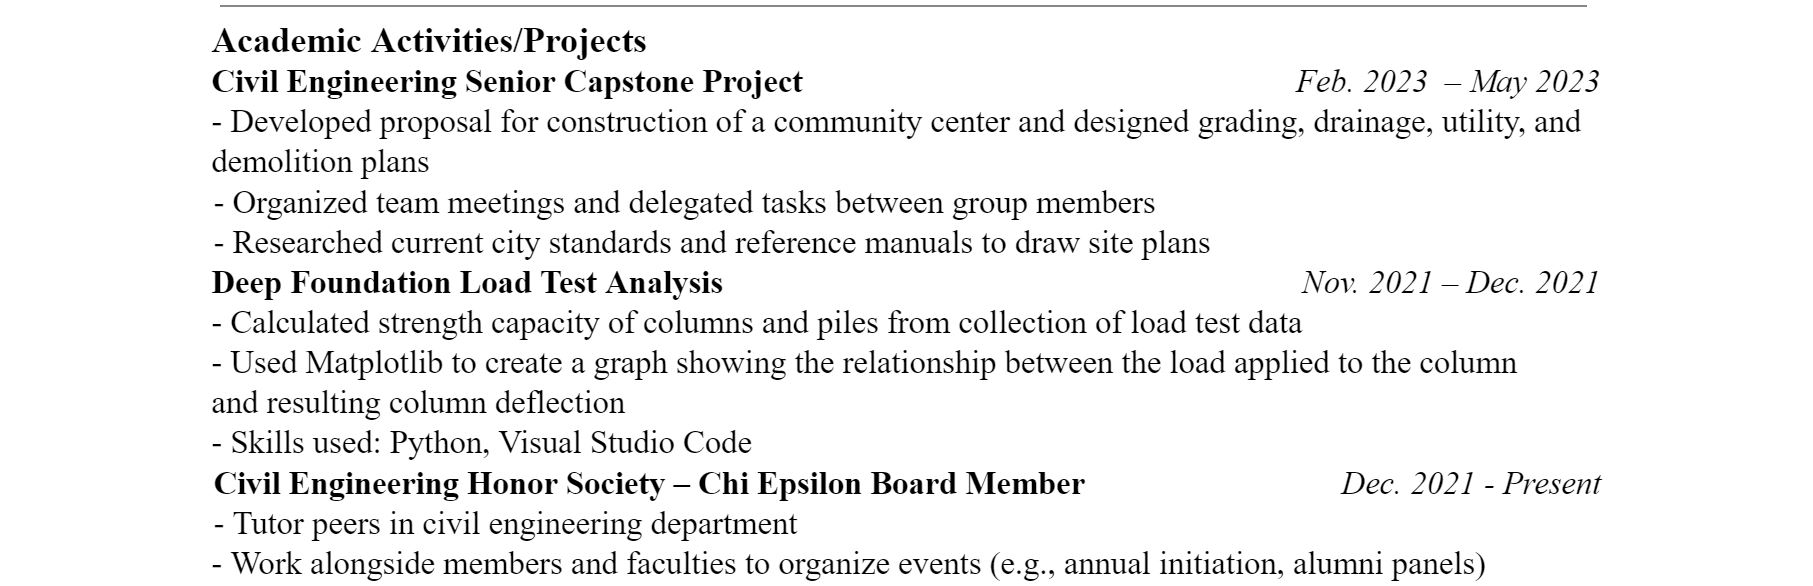 Academic Activities/Projects
Civil Engineering Senior Capstone Project Feb. 2023 – May 2023
- Developed proposal for construction of a community center and designed grading, drainage, utility, and
demolition plans
- Organized team meetings and delegated tasks between group members
- Researched current city standards and reference manuals to draw site plans
Deep Foundation Load Test Analysis Nov. 2021 – Dec. 2021
- Calculated strength capacity of columns and piles from collection of load test data
- Used Matplotlib to create a graph showing the relationship between the load applied to the column
and resulting column deflection
- Skills used: Python, Visual Studio Code
Civil Engineering Honor Society – Chi Epsilon Board Member Dec. 2021 - Present
- Tutor peers in civil engineering department
- Work alongside members and faculties to organize events (e.g., annual initiation, alumni panels)